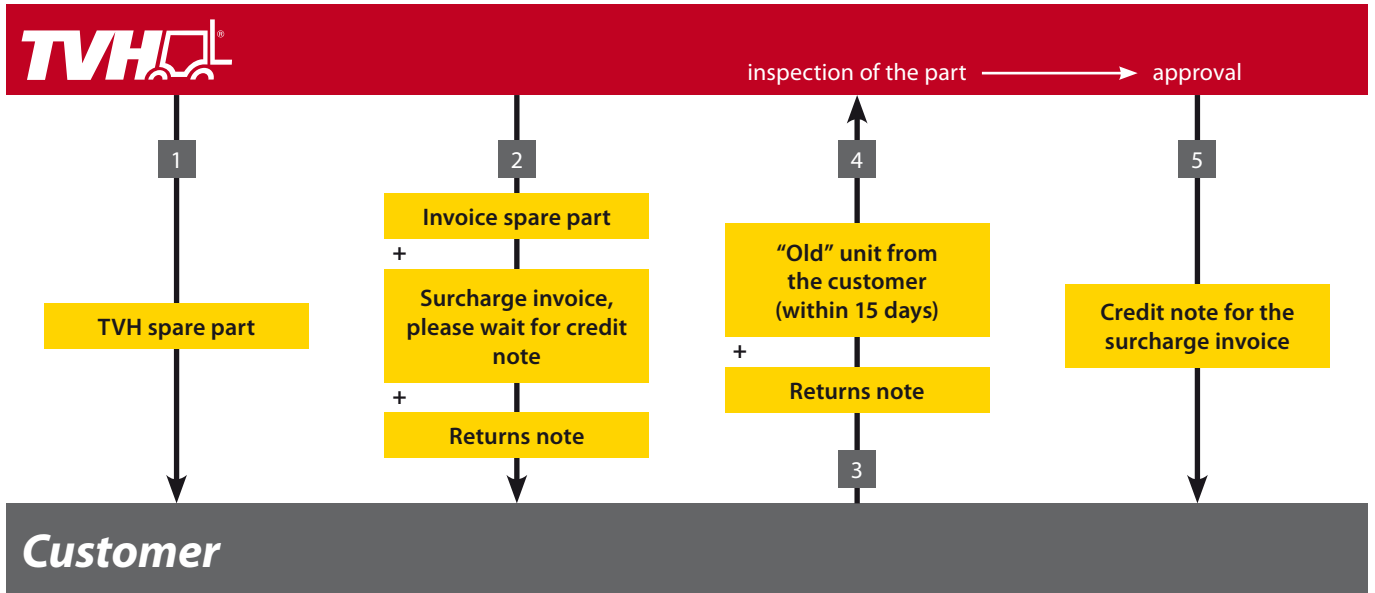 TVH®
inspection of the part
approval
1
2
4
5
TVH spare part
Invoice spare part
+
Surcharge invoice,
please wait for credit
note
+
Returns note
“Old” unit from
the customer
(within 15 days)
+
Returns note
3
Credit note for the
surcharge invoice
Customer